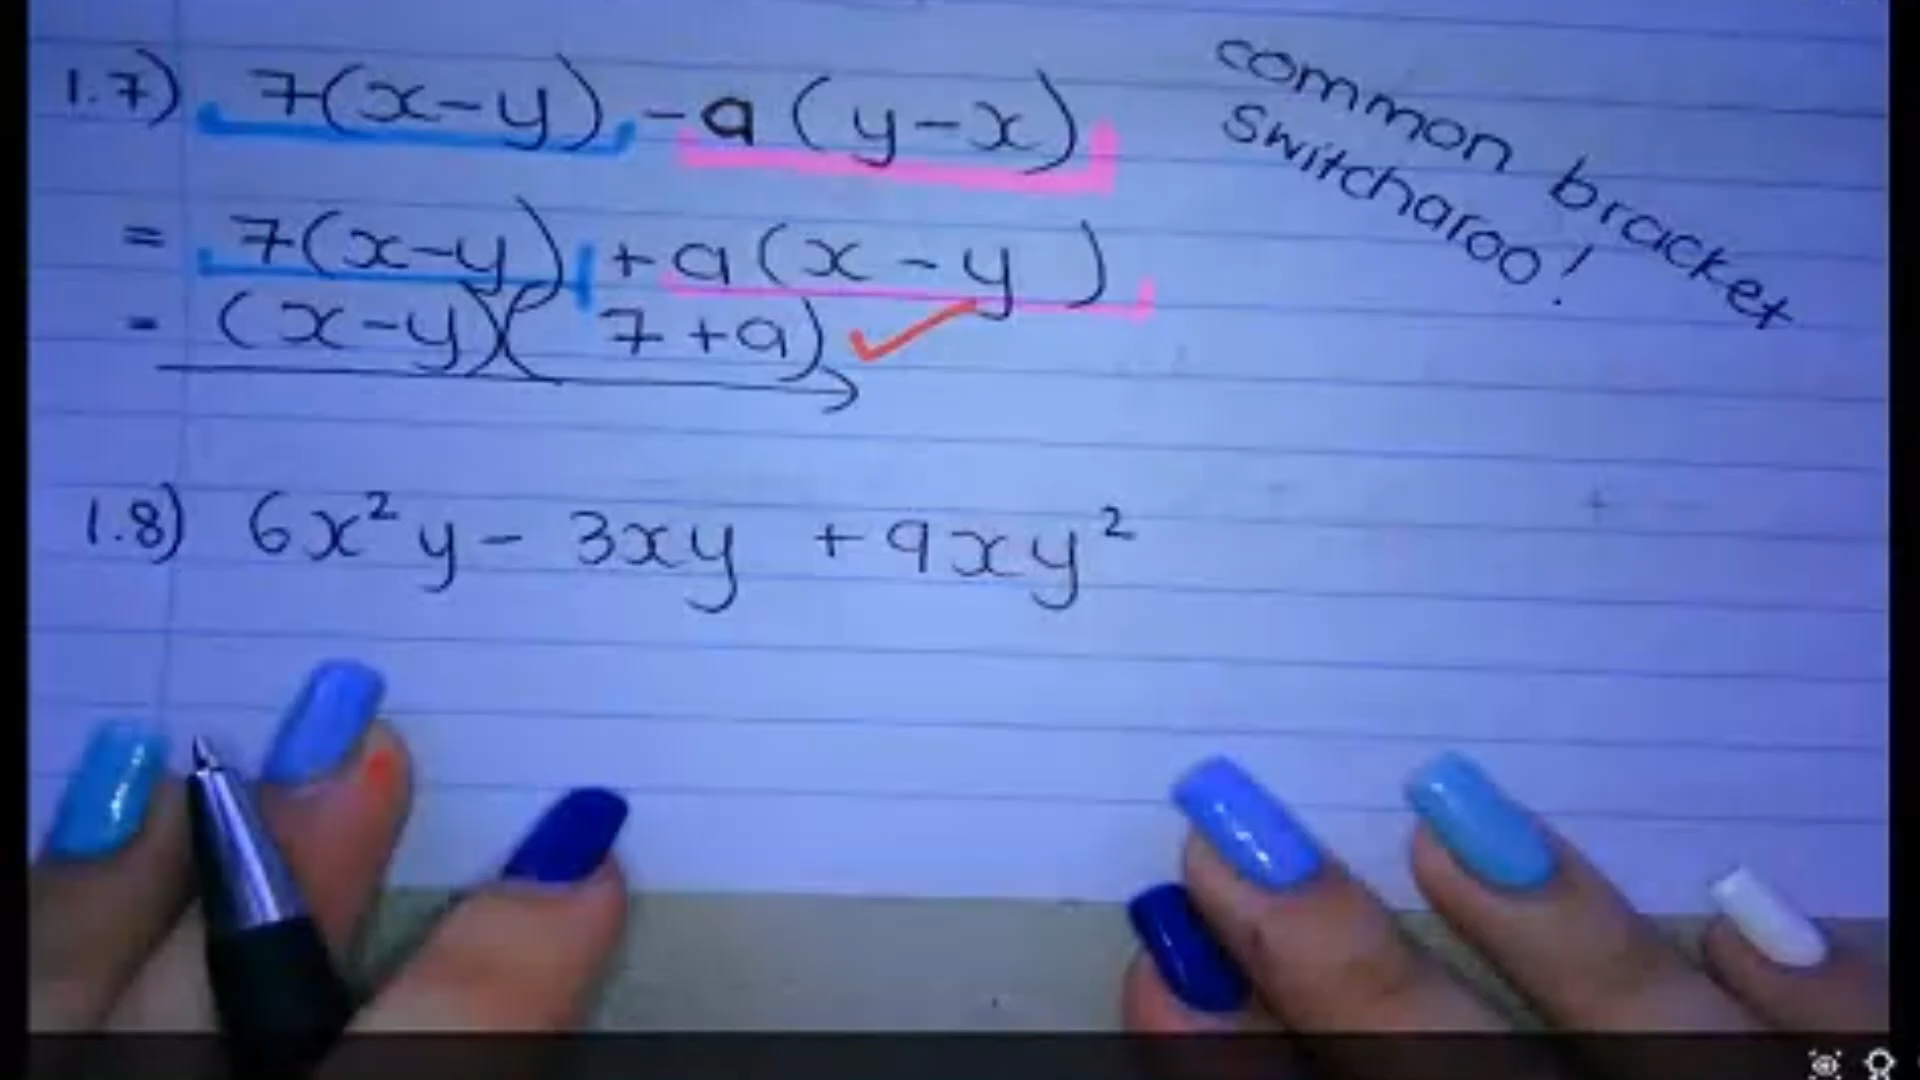 1.7) 7(x-y) - a(y-x)
= 7(x-y) + a(x-y)
= (x-y)(7+a) ✓
common bracket
switcharoo!
1.8) 6x²y - 3xy + 9xy²